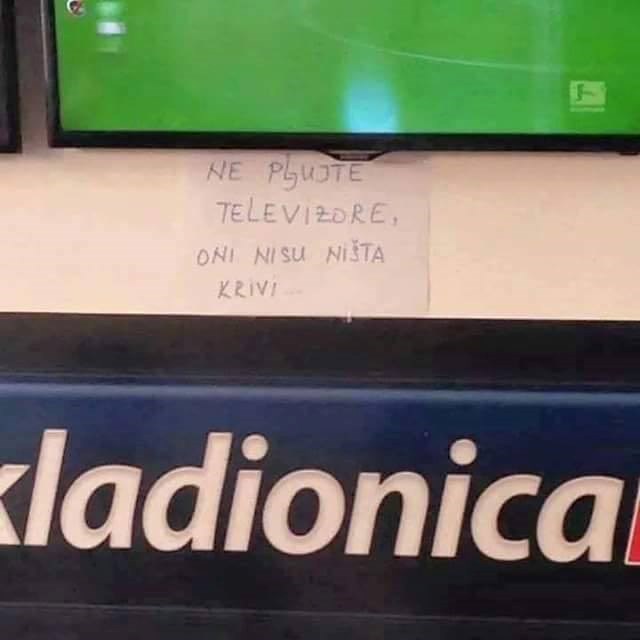 NE PLJUJTE
TELEVIZORE,
ONI NISU NIŠTA
KRIVI...
kladionica